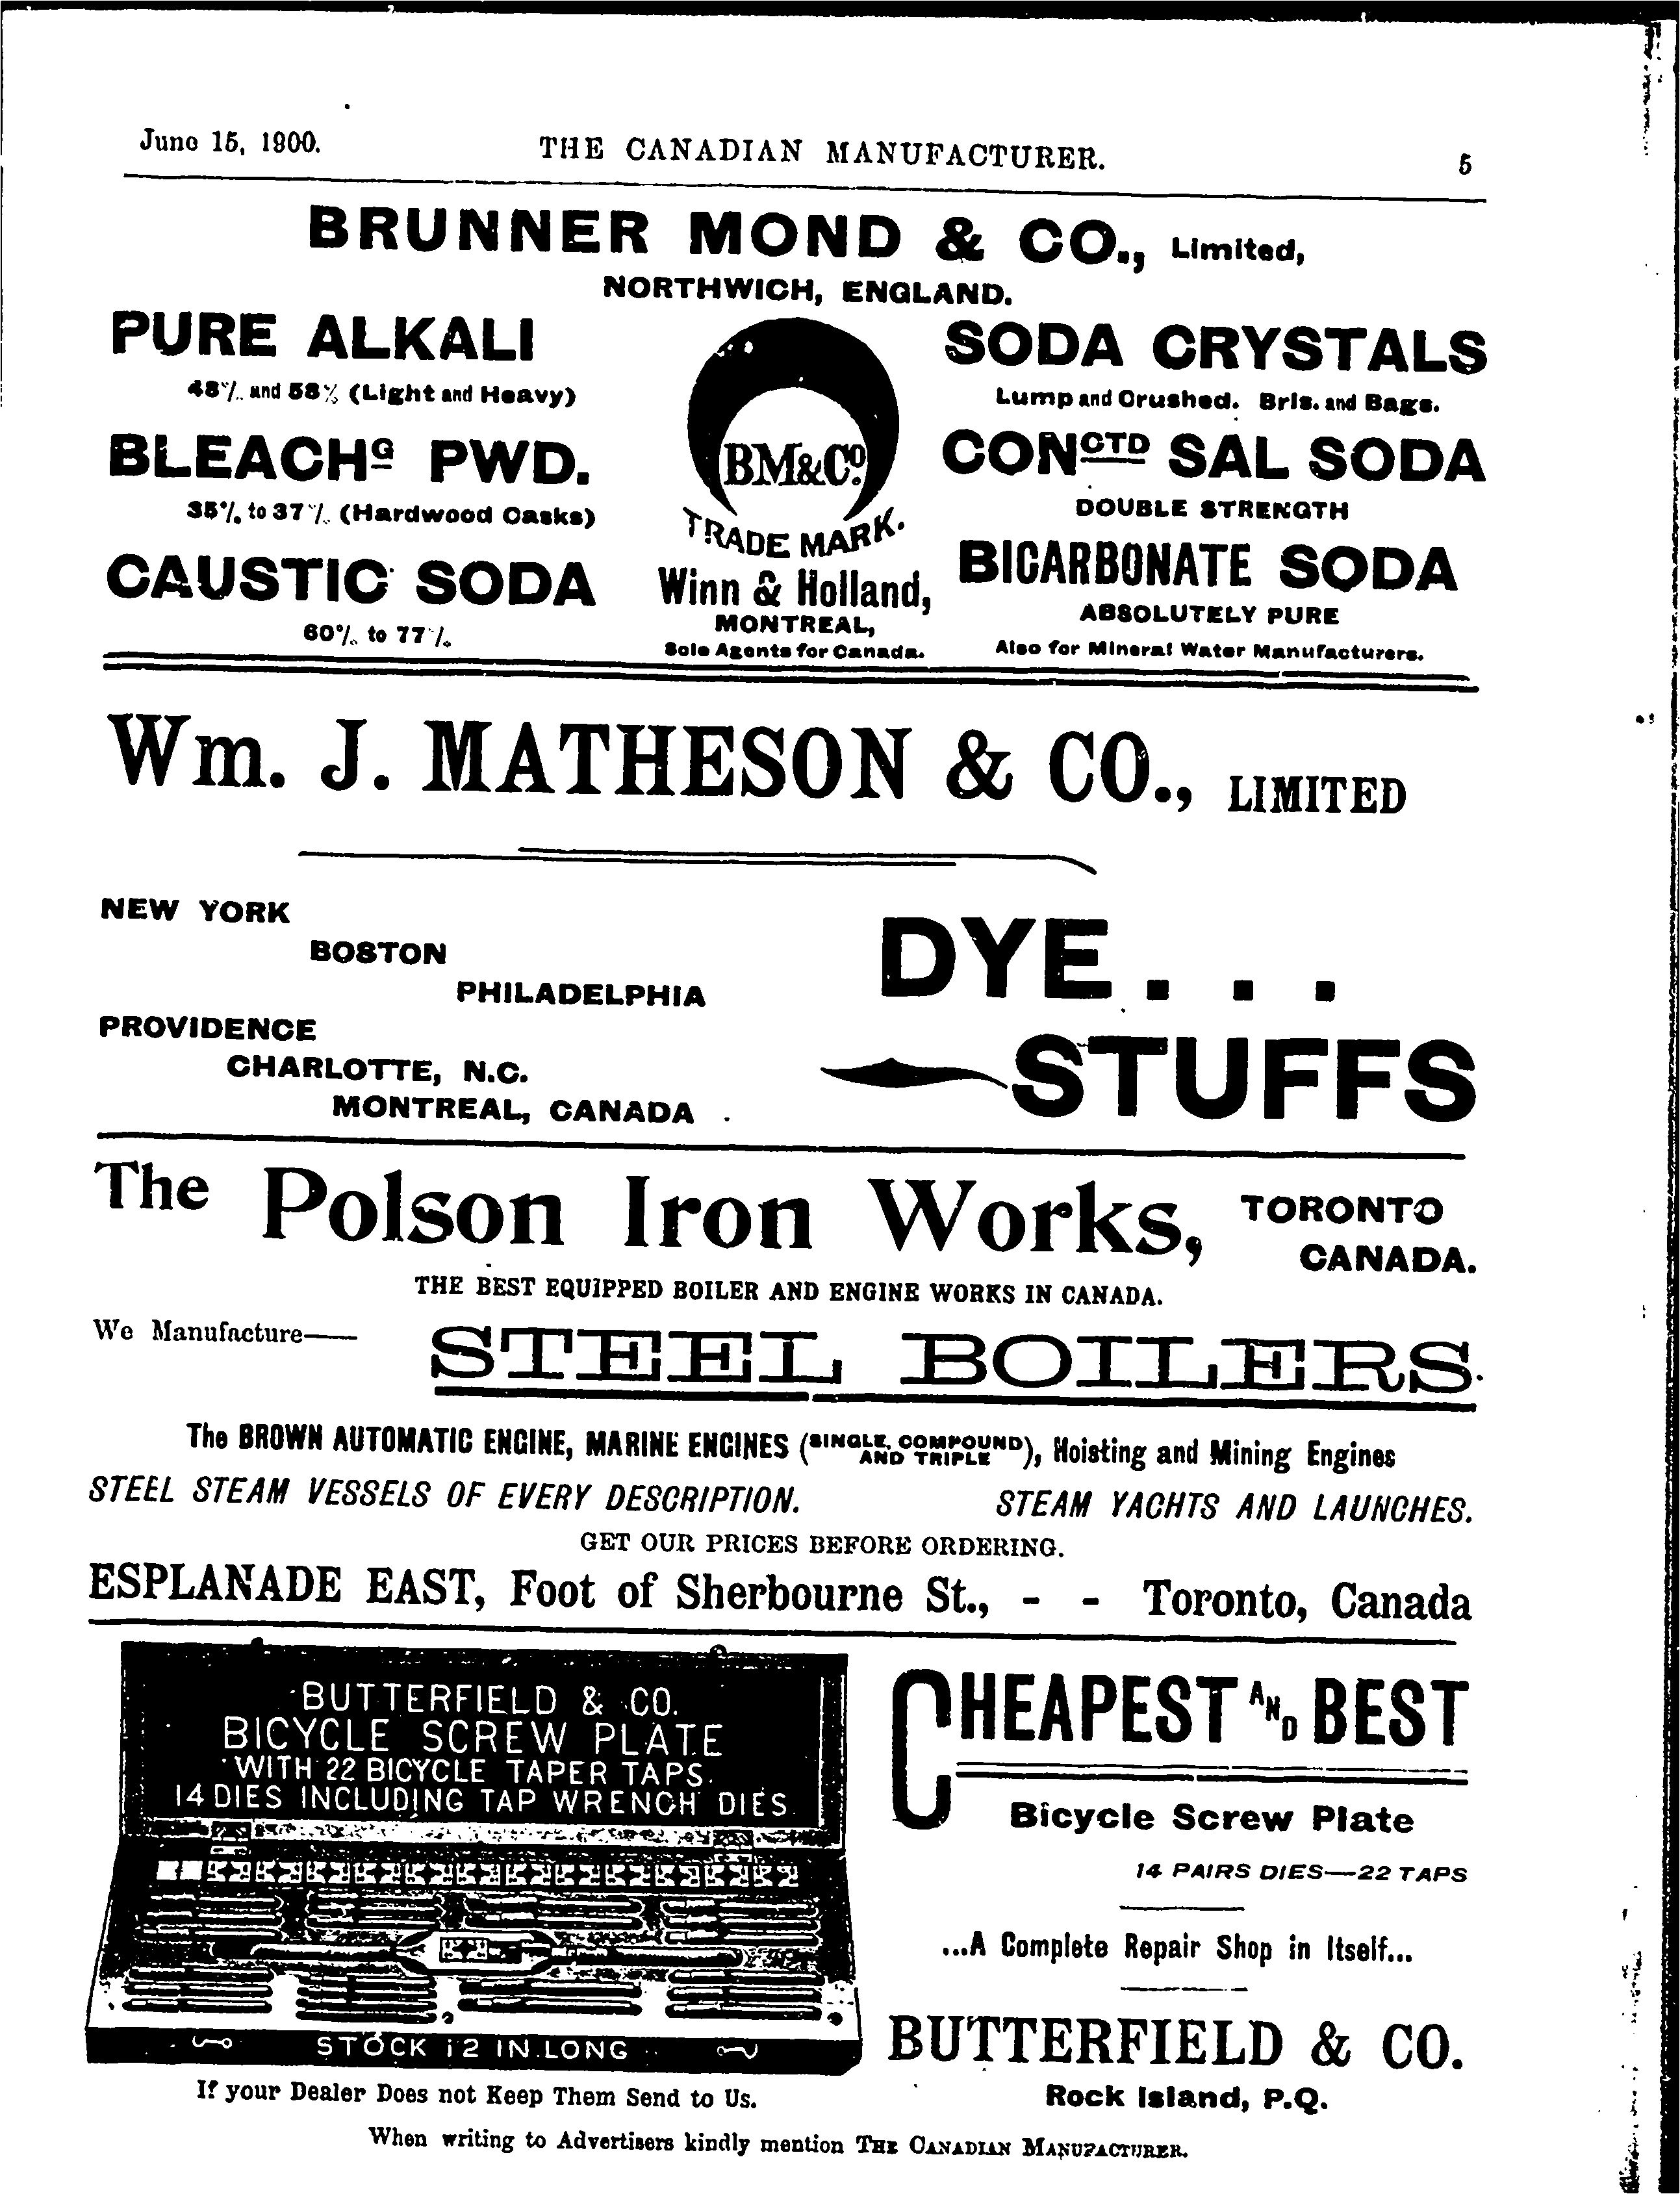 June 15, 1900.
THE CANADIAN MANUFACTURER.
5
BRUNNER MOND & CO., Limited,
NORTHWICH, ENGLAND.
PURE ALKALI
48% and 58% (Light and Heavy)
BLEACHG PWD.
35% to 37% (Hardwood Casks)
CAUSTIC SODA
60% to 77%
BM&Co.
TRADE MARK.
Winn & Holland,
MONTREAL,
Sole Agents for Canada.
SODA CRYSTALS
Lump and Crushed. Brls. and Bags.
CONCTD SAL SODA
DOUBLE STRENGTH
BICARBONATE SODA
ABSOLUTELY PURE
Also for Mineral Water Manufacturers.
Wm. J. MATHESON & CO., LIMITED
NEW YORK
BOSTON
PHILADELPHIA
PROVIDENCE
CHARLOTTE, N.C.
MONTREAL, CANADA
DYE...
STUFFS
The Polson Iron Works, TORONTO
CANADA.
THE BEST EQUIPPED BOILER AND ENGINE WORKS IN CANADA.
We Manufacture—
STEEL BOILERS.
The BROWN AUTOMATIC ENGINE, MARINE ENGINES (SINGLE, COMPOUND AND TRIPLE), Hoisting and Mining Engines
STEEL STEAM VESSELS OF EVERY DESCRIPTION. STEAM YACHTS AND LAUNCHES.
GET OUR PRICES BEFORE ORDERING.
ESPLANADE EAST, Foot of Sherbourne St., - - Toronto, Canada
BUTTERFIELD & CO.
BICYCLE SCREW PLATE
WITH 22 BICYCLE TAPER TAPS.
14 DIES INCLUDING TAP WRENCH DIES
STOCK 12 IN. LONG
If your Dealer Does not Keep Them Send to Us.
CHEAPEST AND BEST
Bicycle Screw Plate
14 PAIRS DIES—22 TAPS
...A Complete Repair Shop in Itself...
BUTTERFIELD & CO.
Rock Island, P.Q.
When writing to Advertisers kindly mention THE CANADIAN MANUFACTURER.